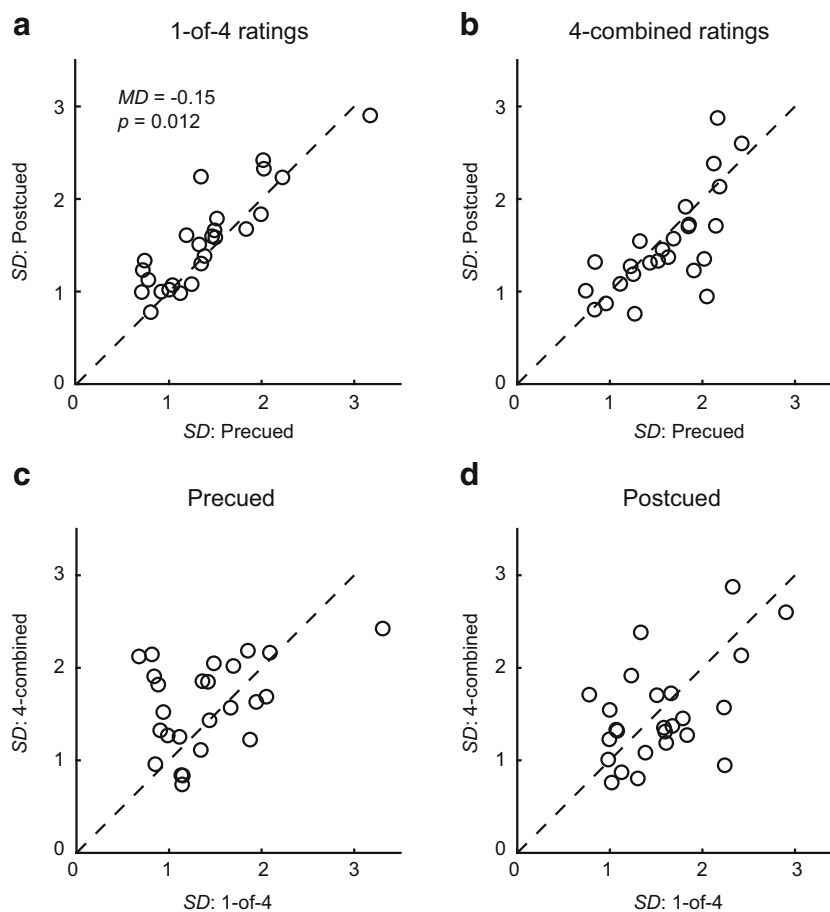 a
1-of-4 ratings
MD = -0.15
p = 0.012
SD: Postcued
3
2
1
0
0 1 2 3
SD: Precued
b
4-combined ratings
SD: Postcued
3
2
1
0
0 1 2 3
SD: Precued
c
Precued
SD: 4-combined
3
2
1
0
0 1 2 3
SD: 1-of-4
d
Postcued
SD: 4-combined
3
2
1
0
0 1 2 3
SD: 1-of-4